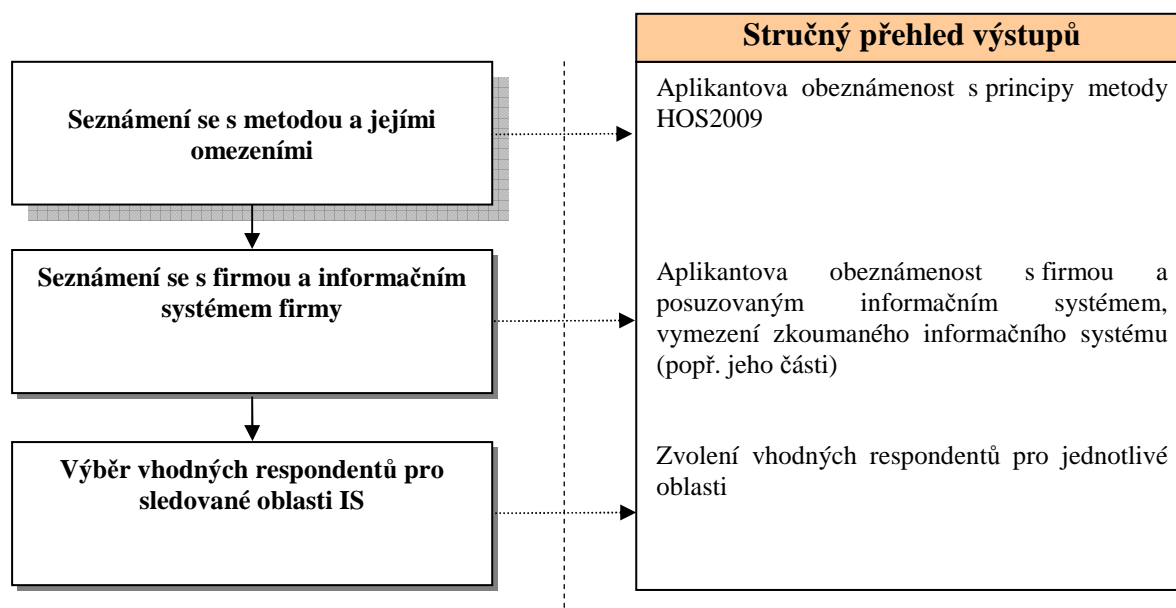 Stručný přehled výstupů
Seznámení se s metodou a jejími
omezeními
Aplikantova obeznámenost s principy metody
HOS2009
Seznámení se s firmou a informačním
systémem firmy
Aplikantova obeznámenost s firmou a
posuzovaným informačním systémem,
vymezení zkoumaného informačního systému
(popř. jeho části)
Výběr vhodných respondentů pro
sledované oblasti IS
Zvolení vhodných respondentů pro jednotlivé
oblasti